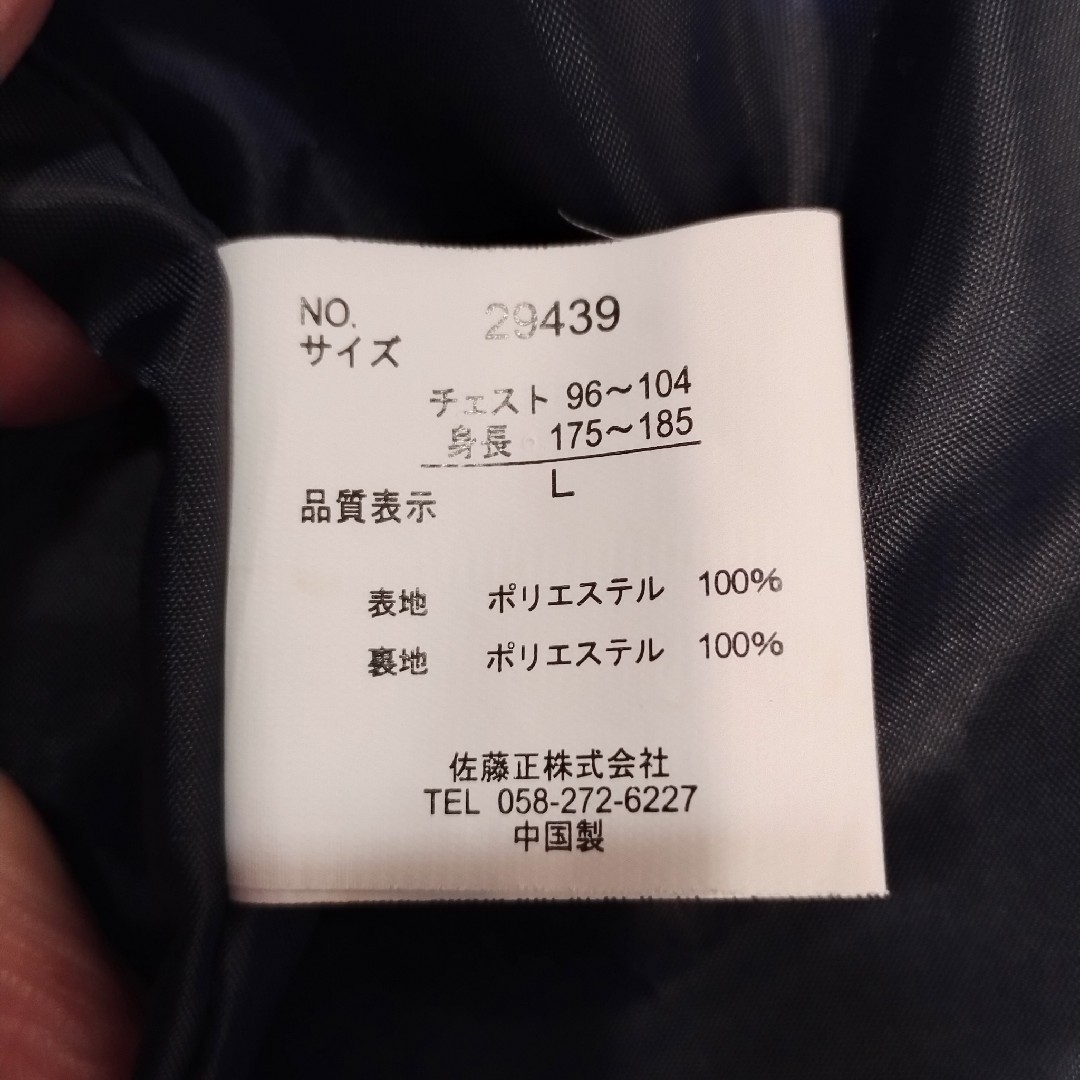 NO. 29439
サイズ
チェスト 96〜104
身長 175〜185
L
品質表示
表地 ポリエステル 100%
裏地 ポリエステル 100%
佐藤正株式会社
TEL 058-272-6227
中国製